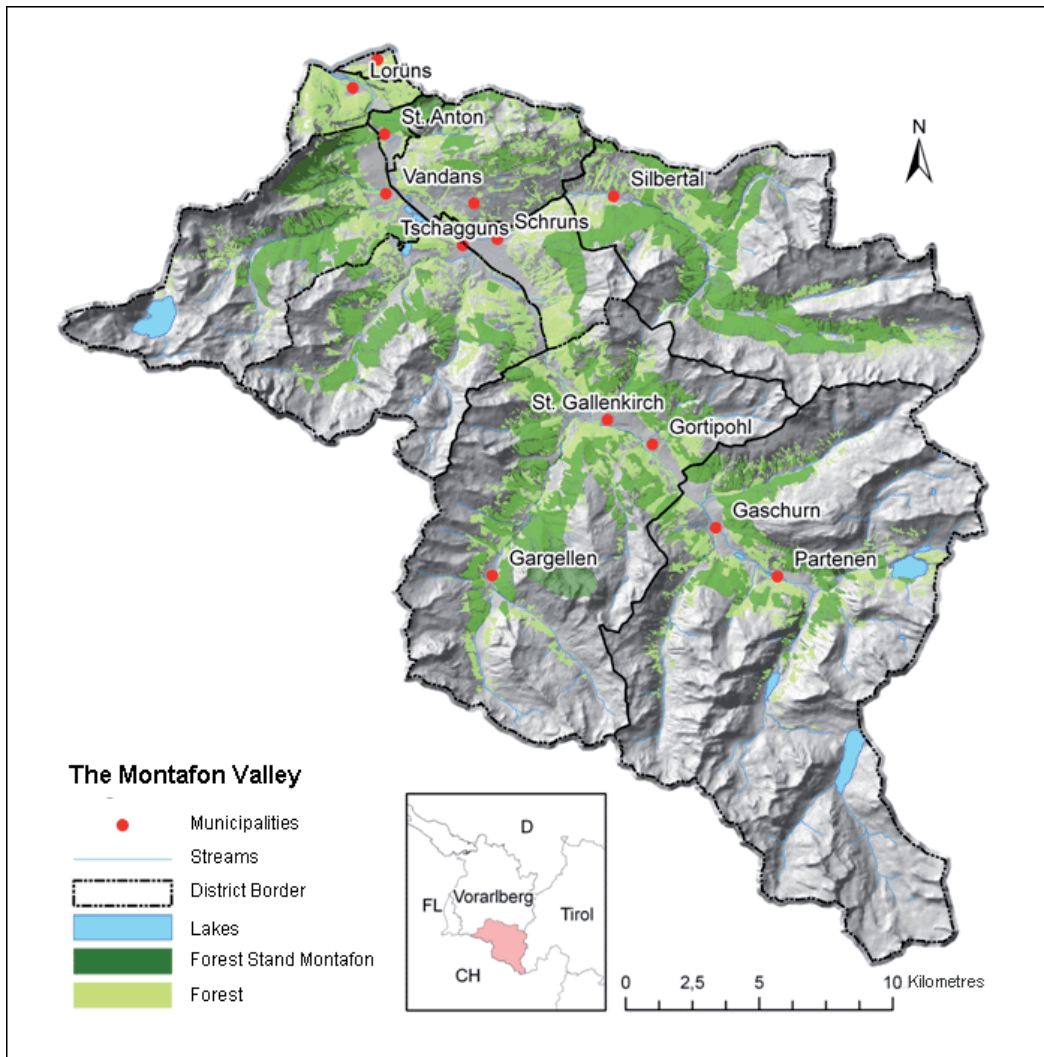 Lorüns
St. Anton
N
Vandans
Silbertal
Tschagguns
Schruns
St. Gallenkirch
Gortipohl
Gaschurn
Gargellen
Partenen
The Montafon Valley
Municipalities
Streams
District Border
Lakes
Forest Stand Montafon
Forest
D
Vorarlberg
FL
Tirol
CH
0 2,5 5 10 Kilometres